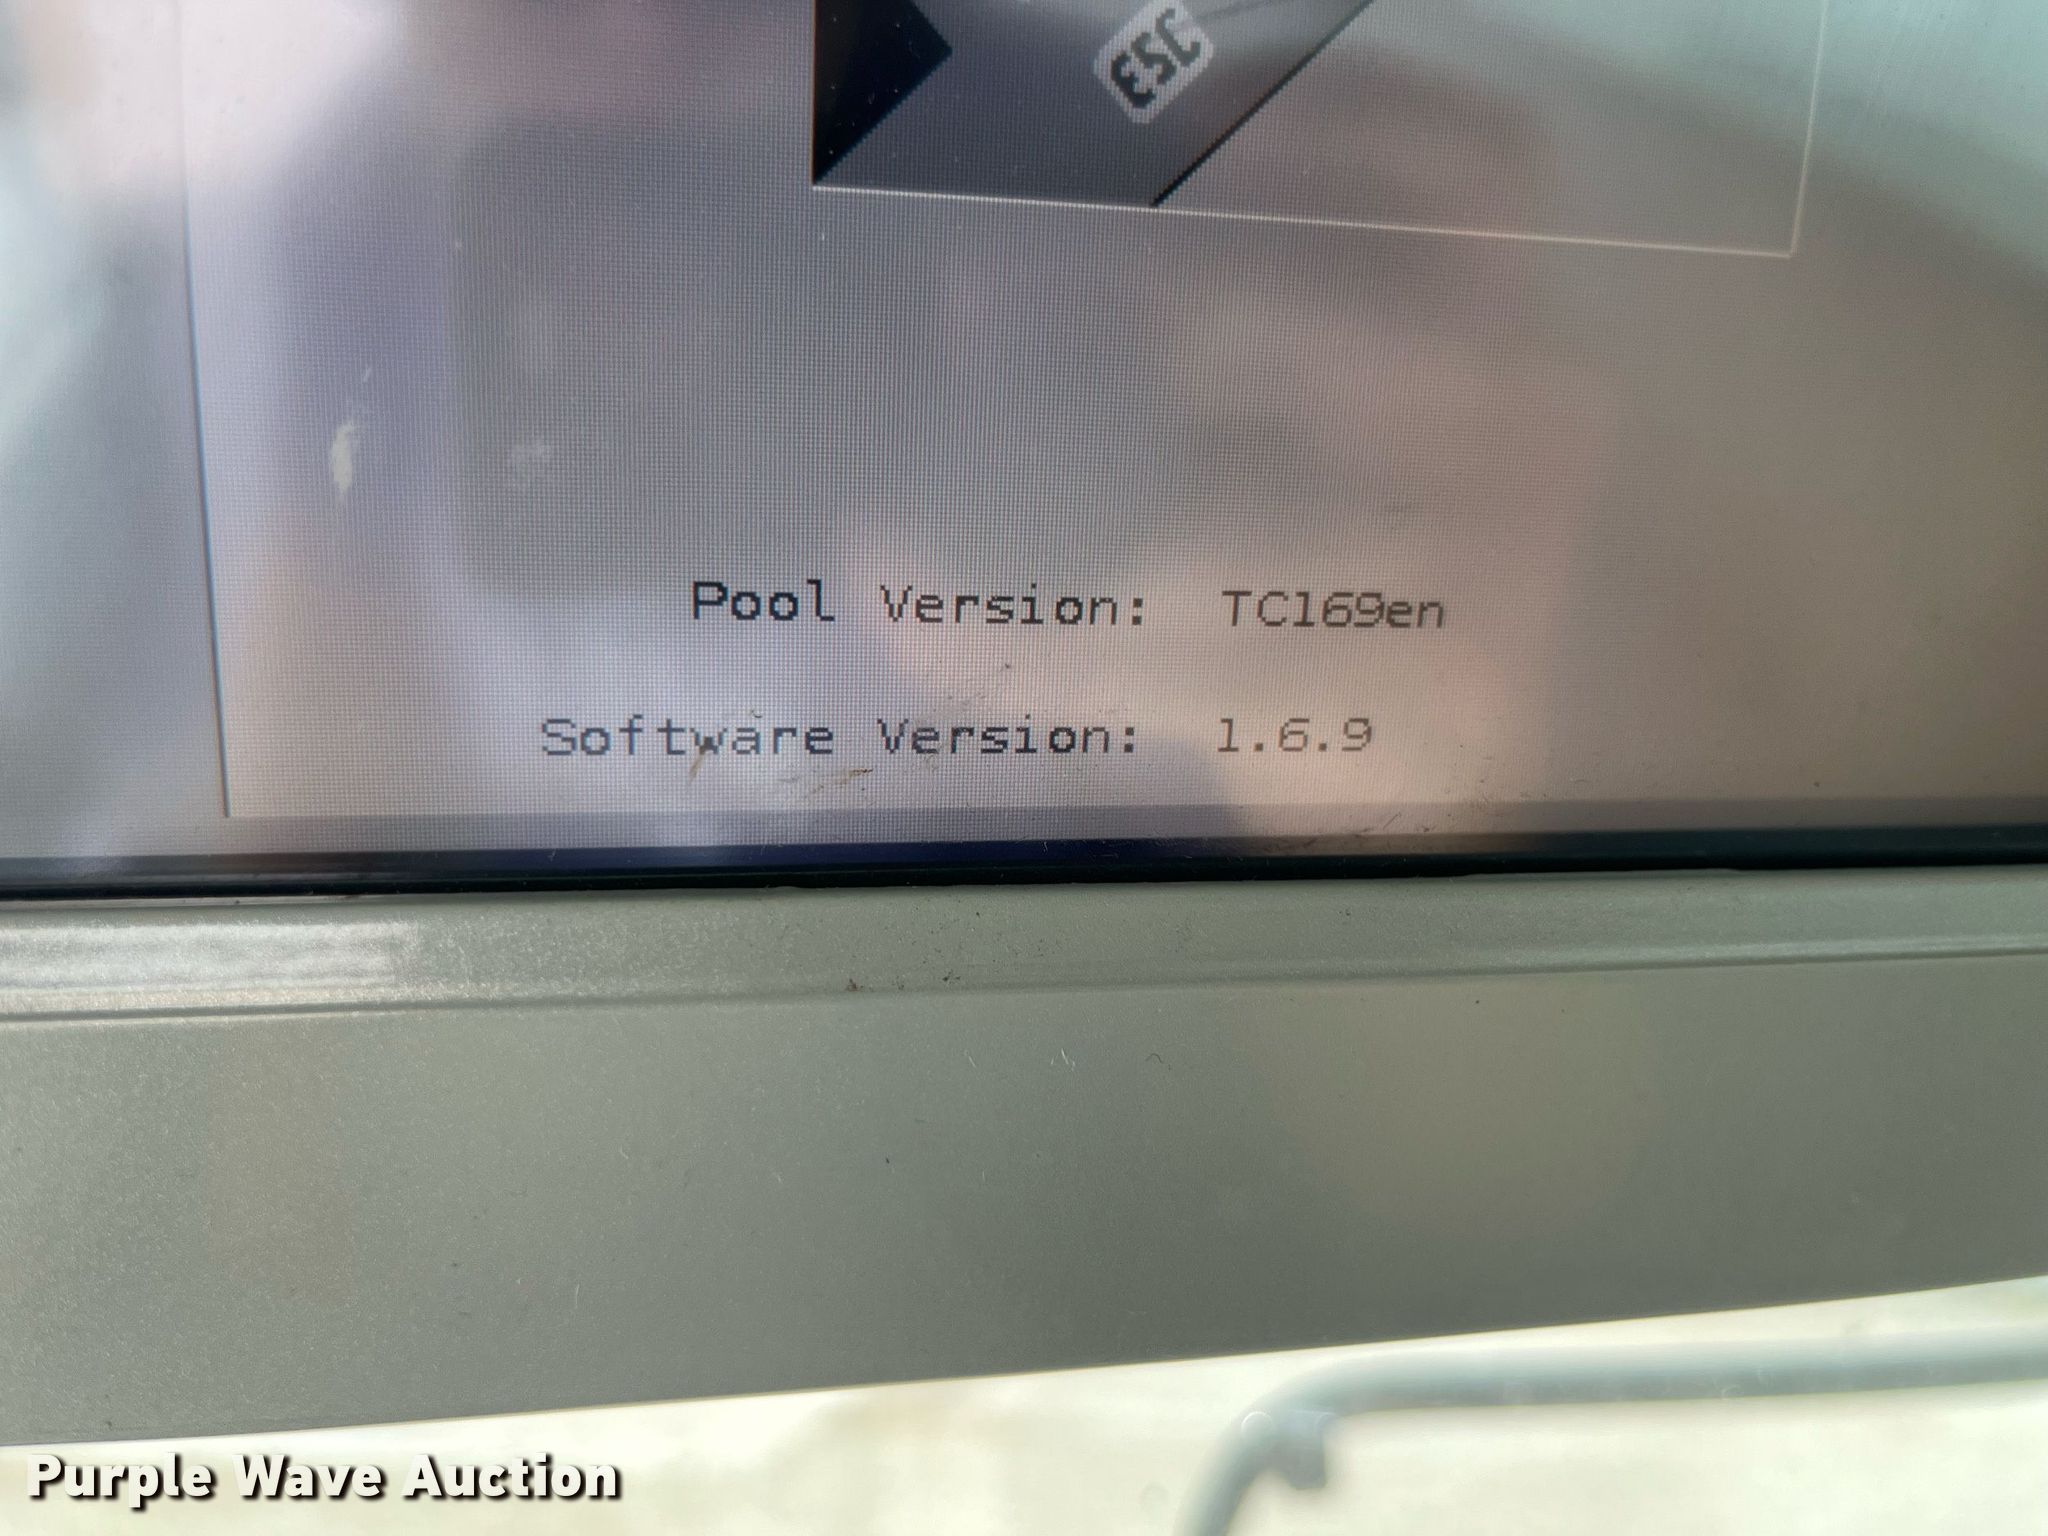 ESC
Pool Version: TC169en
Software Version: 1.6.9
Purple Wave Auction